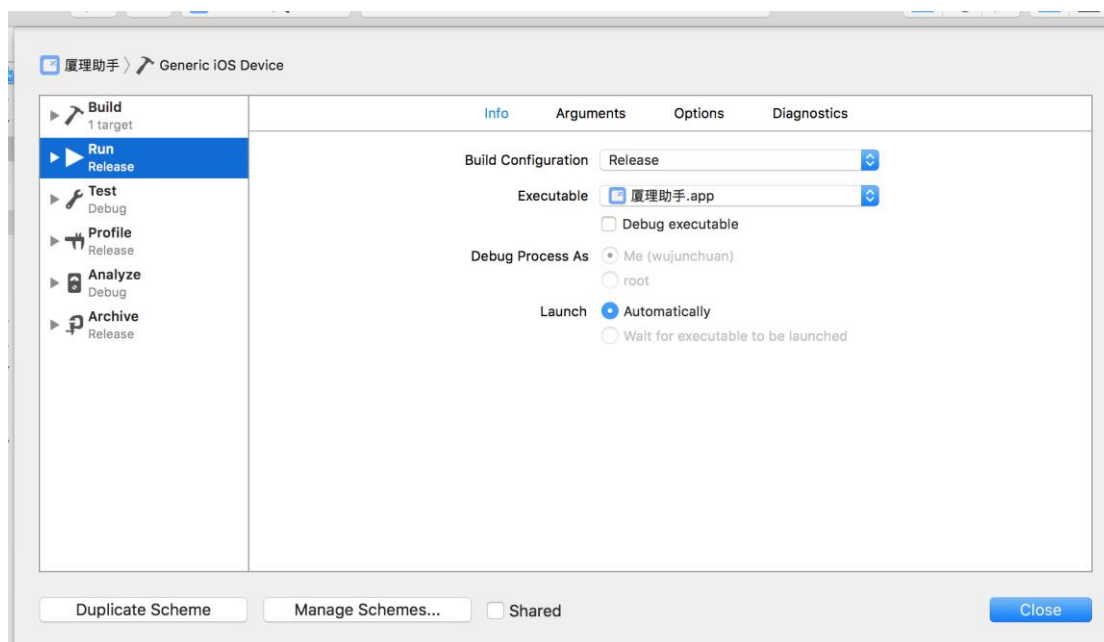 厦理助手 〉 Generic iOS Device
Build
1 target
Run
Release
Test
Debug
Profile
Release
Analyze
Debug
Archive
Release
Info Arguments Options Diagnostics
Build Configuration Release
Executable 厦理助手.app
Debug executable
Debug Process As Me (wujunchuan)
root
Launch Automatically
Wait for executable to be launched
Duplicate Scheme Manage Schemes... Shared Close